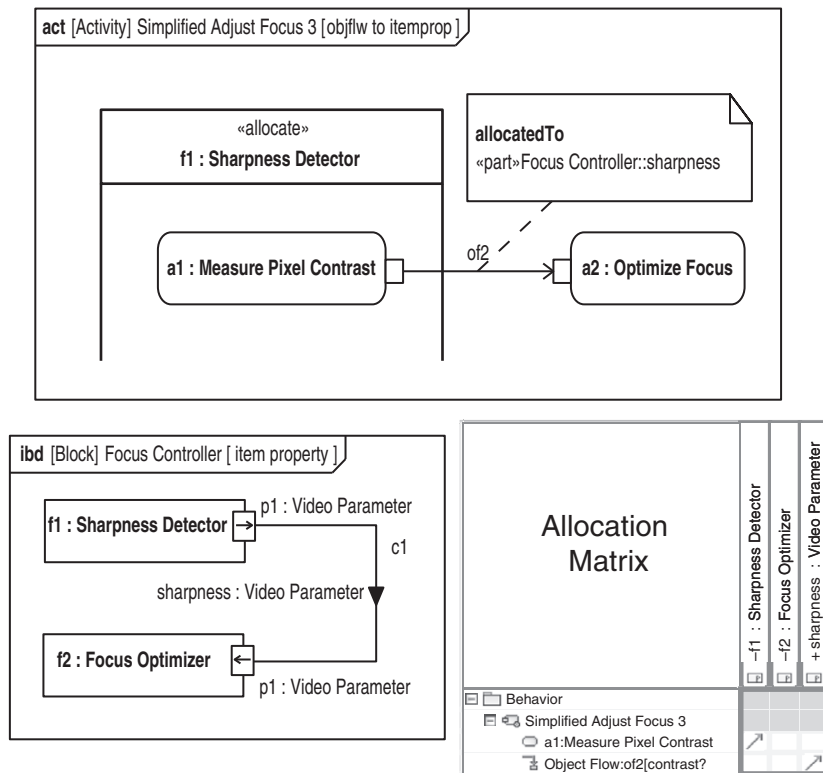 act [Activity] Simplified Adjust Focus 3 [objflw to itemprop]
«allocate»
f1 : Sharpness Detector
allocatedTo
«part»Focus Controller::sharpness
a1 : Measure Pixel Contrast
of2
a2 : Optimize Focus
ibd [Block] Focus Controller [ item property ]
f1 : Sharpness Detector
p1 : Video Parameter
c1
sharpness : Video Parameter
f2 : Focus Optimizer
p1 : Video Parameter
Allocation
Matrix
–f1 : Sharpness Detector
–f2 : Focus Optimizer
+ sharpness : Video Parameter
Behavior
Simplified Adjust Focus 3
a1:Measure Pixel Contrast
Object Flow:of2[contrast?